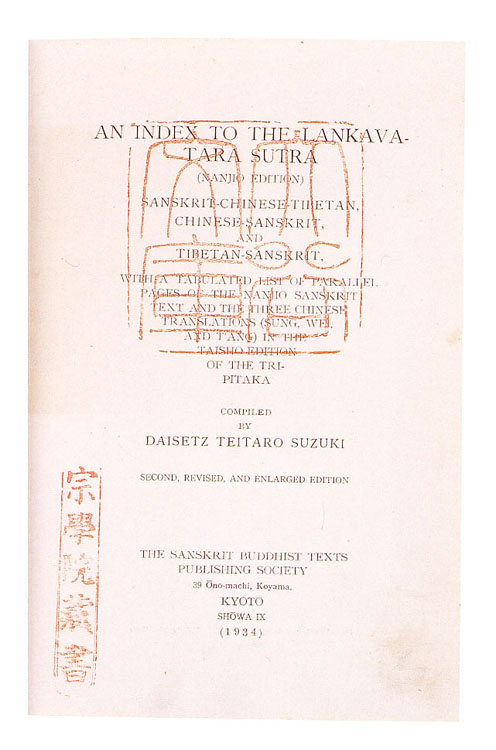 AN INDEX TO THE LANKAVA-
TARA SUTRA
(NANJIO EDITION)
SANSKRIT-CHINESE-TIBETAN,
CHINESE-SANSKRIT,
AND
TIBETAN-SANSKRIT,
WITH A TABULATED LIST OF PARALLEL
PAGES OF THE NANJIO SANSKRIT
TEXT AND THE THREE CHINESE
TRANSLATIONS (SUNG, WEI,
AND T'ANG) IN THE
TAISHO EDITION
OF THE TRI-
PITAKA
COMPILED
BY
DAISETZ TEITARO SUZUKI
SECOND, REVISED, AND ENLARGED EDITION
THE SANSKRIT BUDDHIST TEXTS
PUBLISHING SOCIETY
39 Ōno-machi, Koyama,
KYOTO
SHŌWA IX
(1934)
宗學院藏書